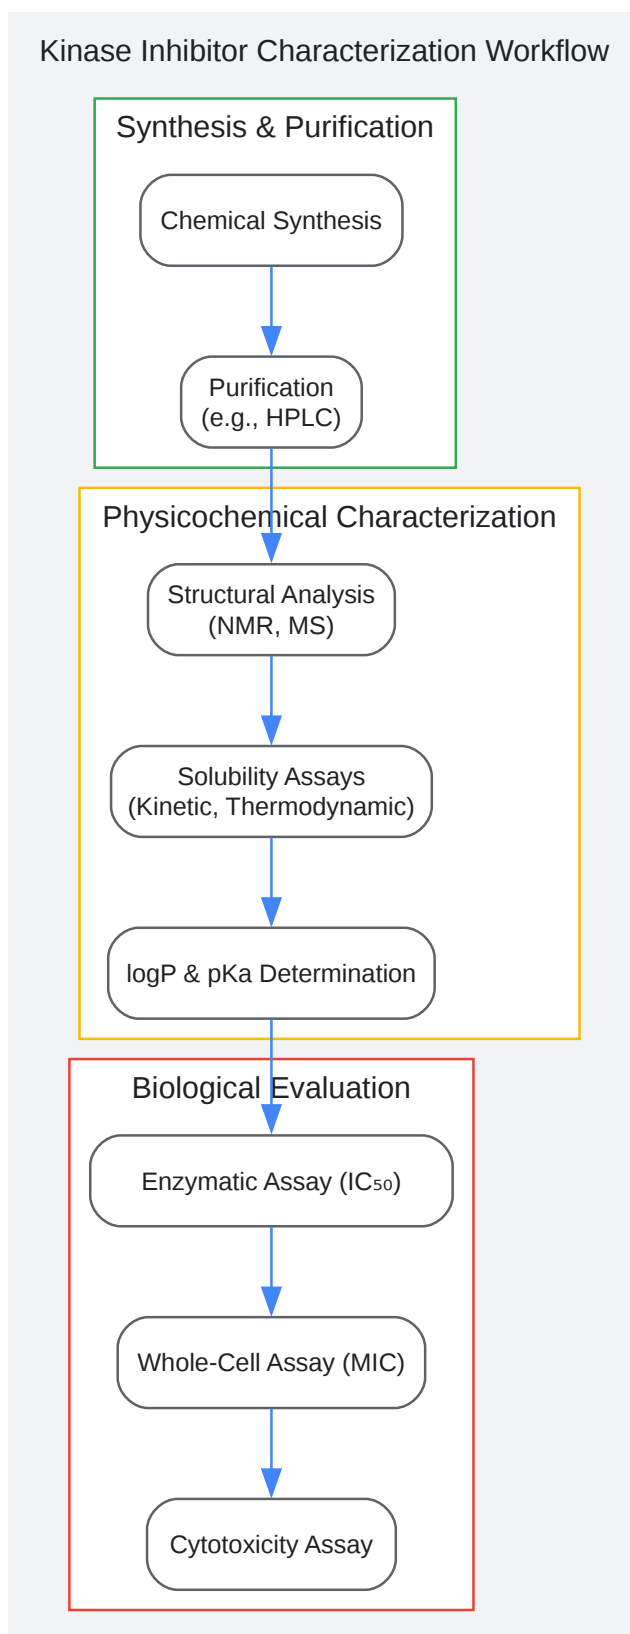 Kinase Inhibitor Characterization Workflow
Synthesis & Purification
Chemical Synthesis
Purification
(e.g., HPLC)
Physicochemical Characterization
Structural Analysis
(NMR, MS)
Solubility Assays
(Kinetic, Thermodynamic)
logP & pKa Determination
Biological Evaluation
Enzymatic Assay (IC₅₀)
Whole-Cell Assay (MIC)
Cytotoxicity Assay